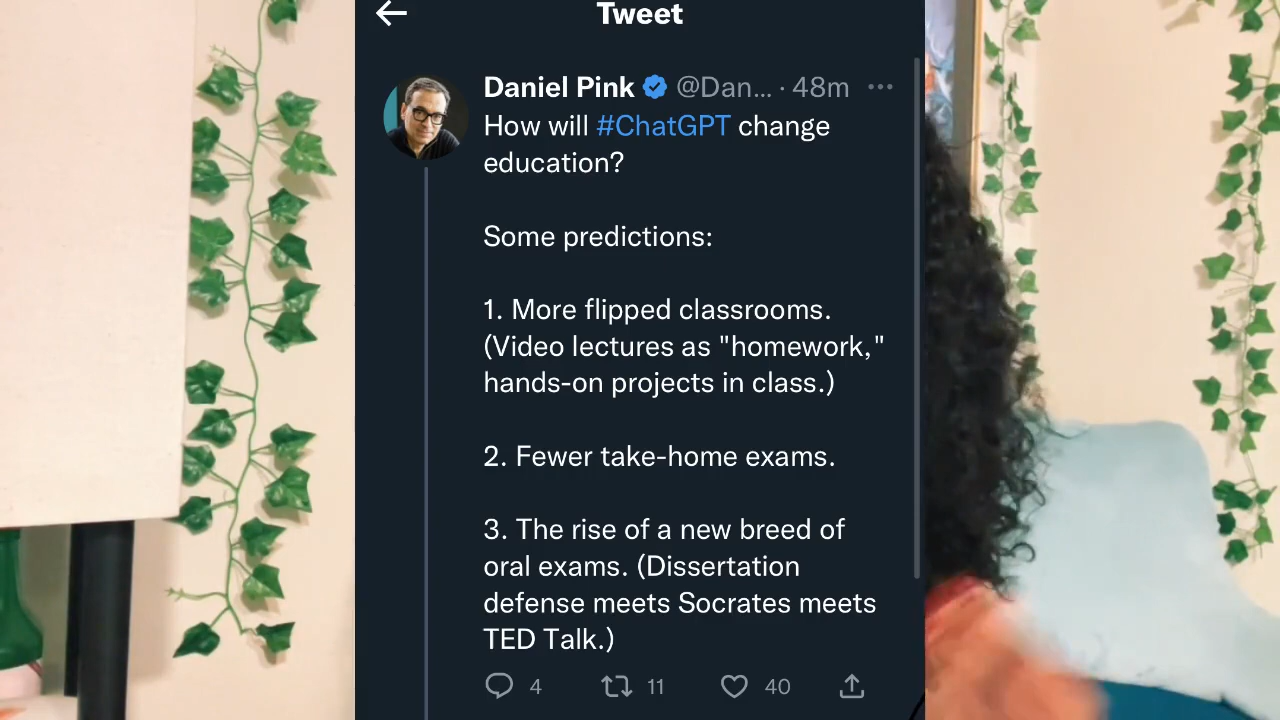 Tweet
Daniel Pink @Dan... · 48m
How will #ChatGPT change
education?
Some predictions:
1. More flipped classrooms.
(Video lectures as "homework,"
hands-on projects in class.)
2. Fewer take-home exams.
3. The rise of a new breed of
oral exams. (Dissertation
defense meets Socrates meets
TED Talk.)
4 11 40